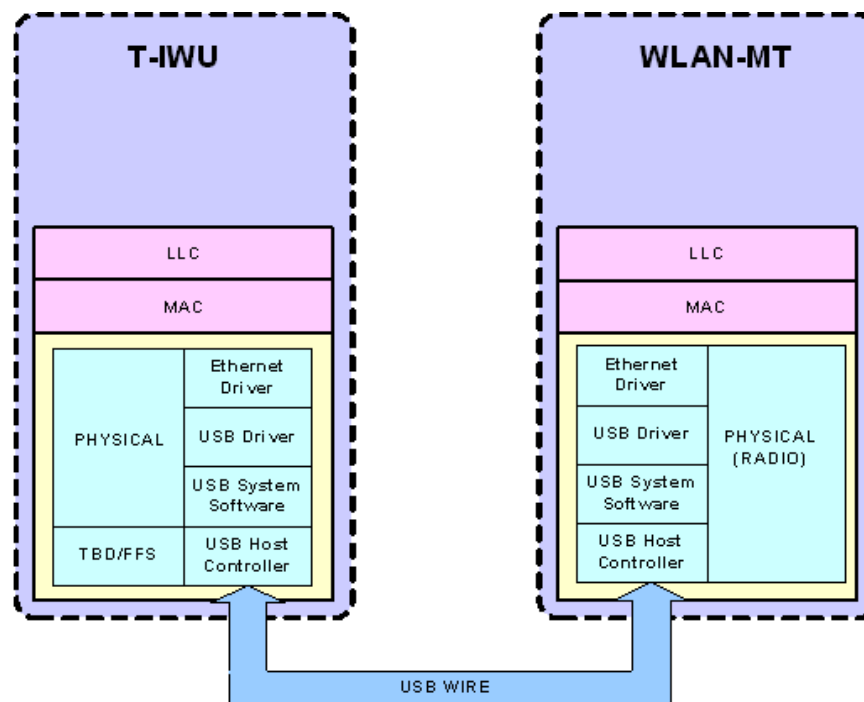 T-IWU
LLC
MAC
PHYSICAL
TBD/FFS
Ethernet
Driver
USB Driver
USB System
Software
USB Host
Controller
WLAN-MT
LLC
MAC
Ethernet
Driver
USB Driver
USB System
Software
USB Host
Controller
PHYSICAL
(RADIO)
USB WIRE